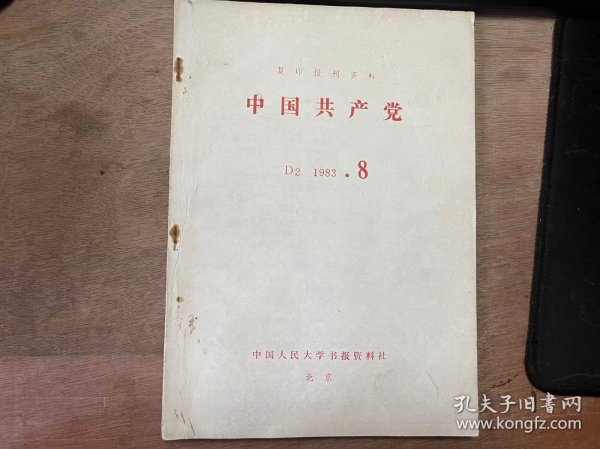 复印报刊资料
中国共产党
D2 1983.8
中国人民大学书报资料社
北京
孔夫子旧书网
www.kongfz.com